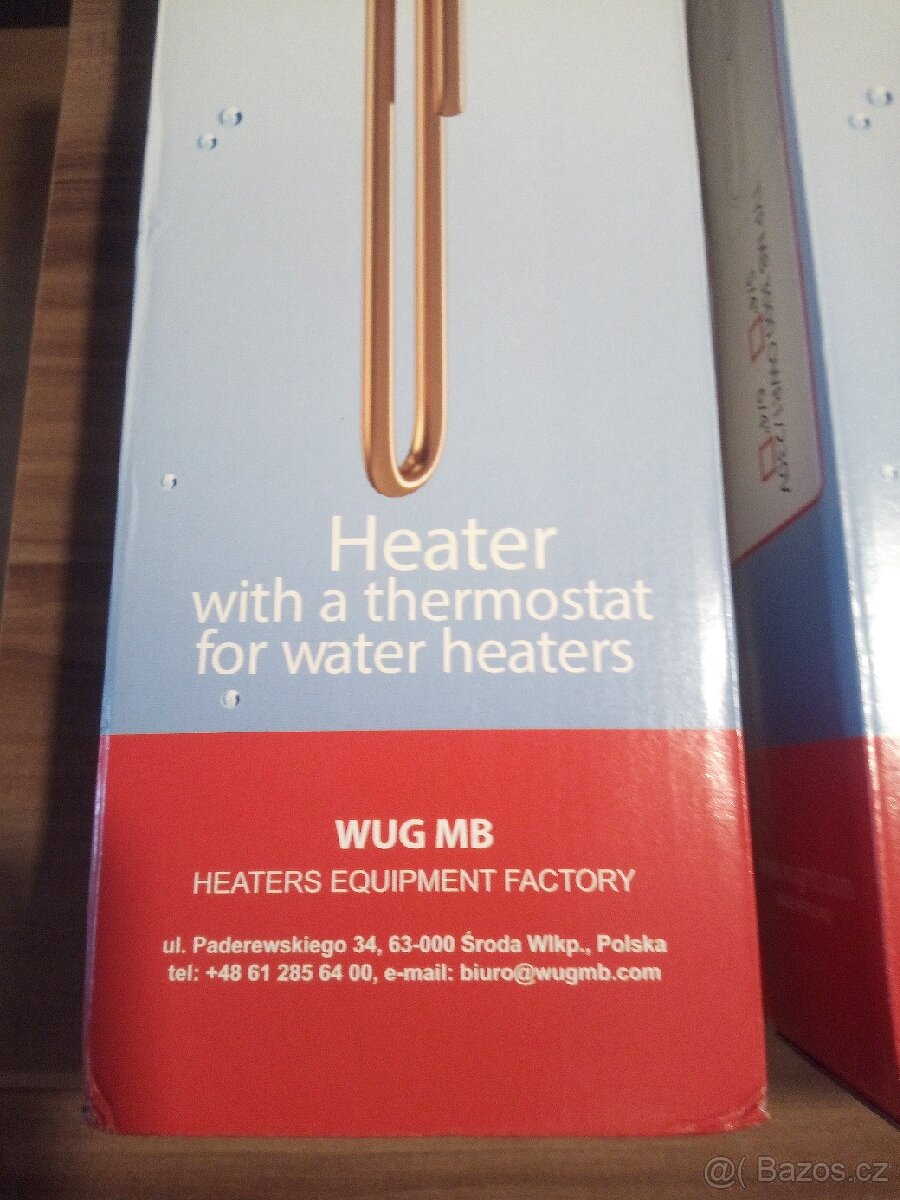 Heater
with a thermostat
for water heaters
WUG MB
HEATERS EQUIPMENT FACTORY
ul. Paderewskiego 34, 63-000 Środa Wlkp., Polska
tel: +48 61 285 64 00, e-mail: biuro@wugmb.com
@( Bazos.cz